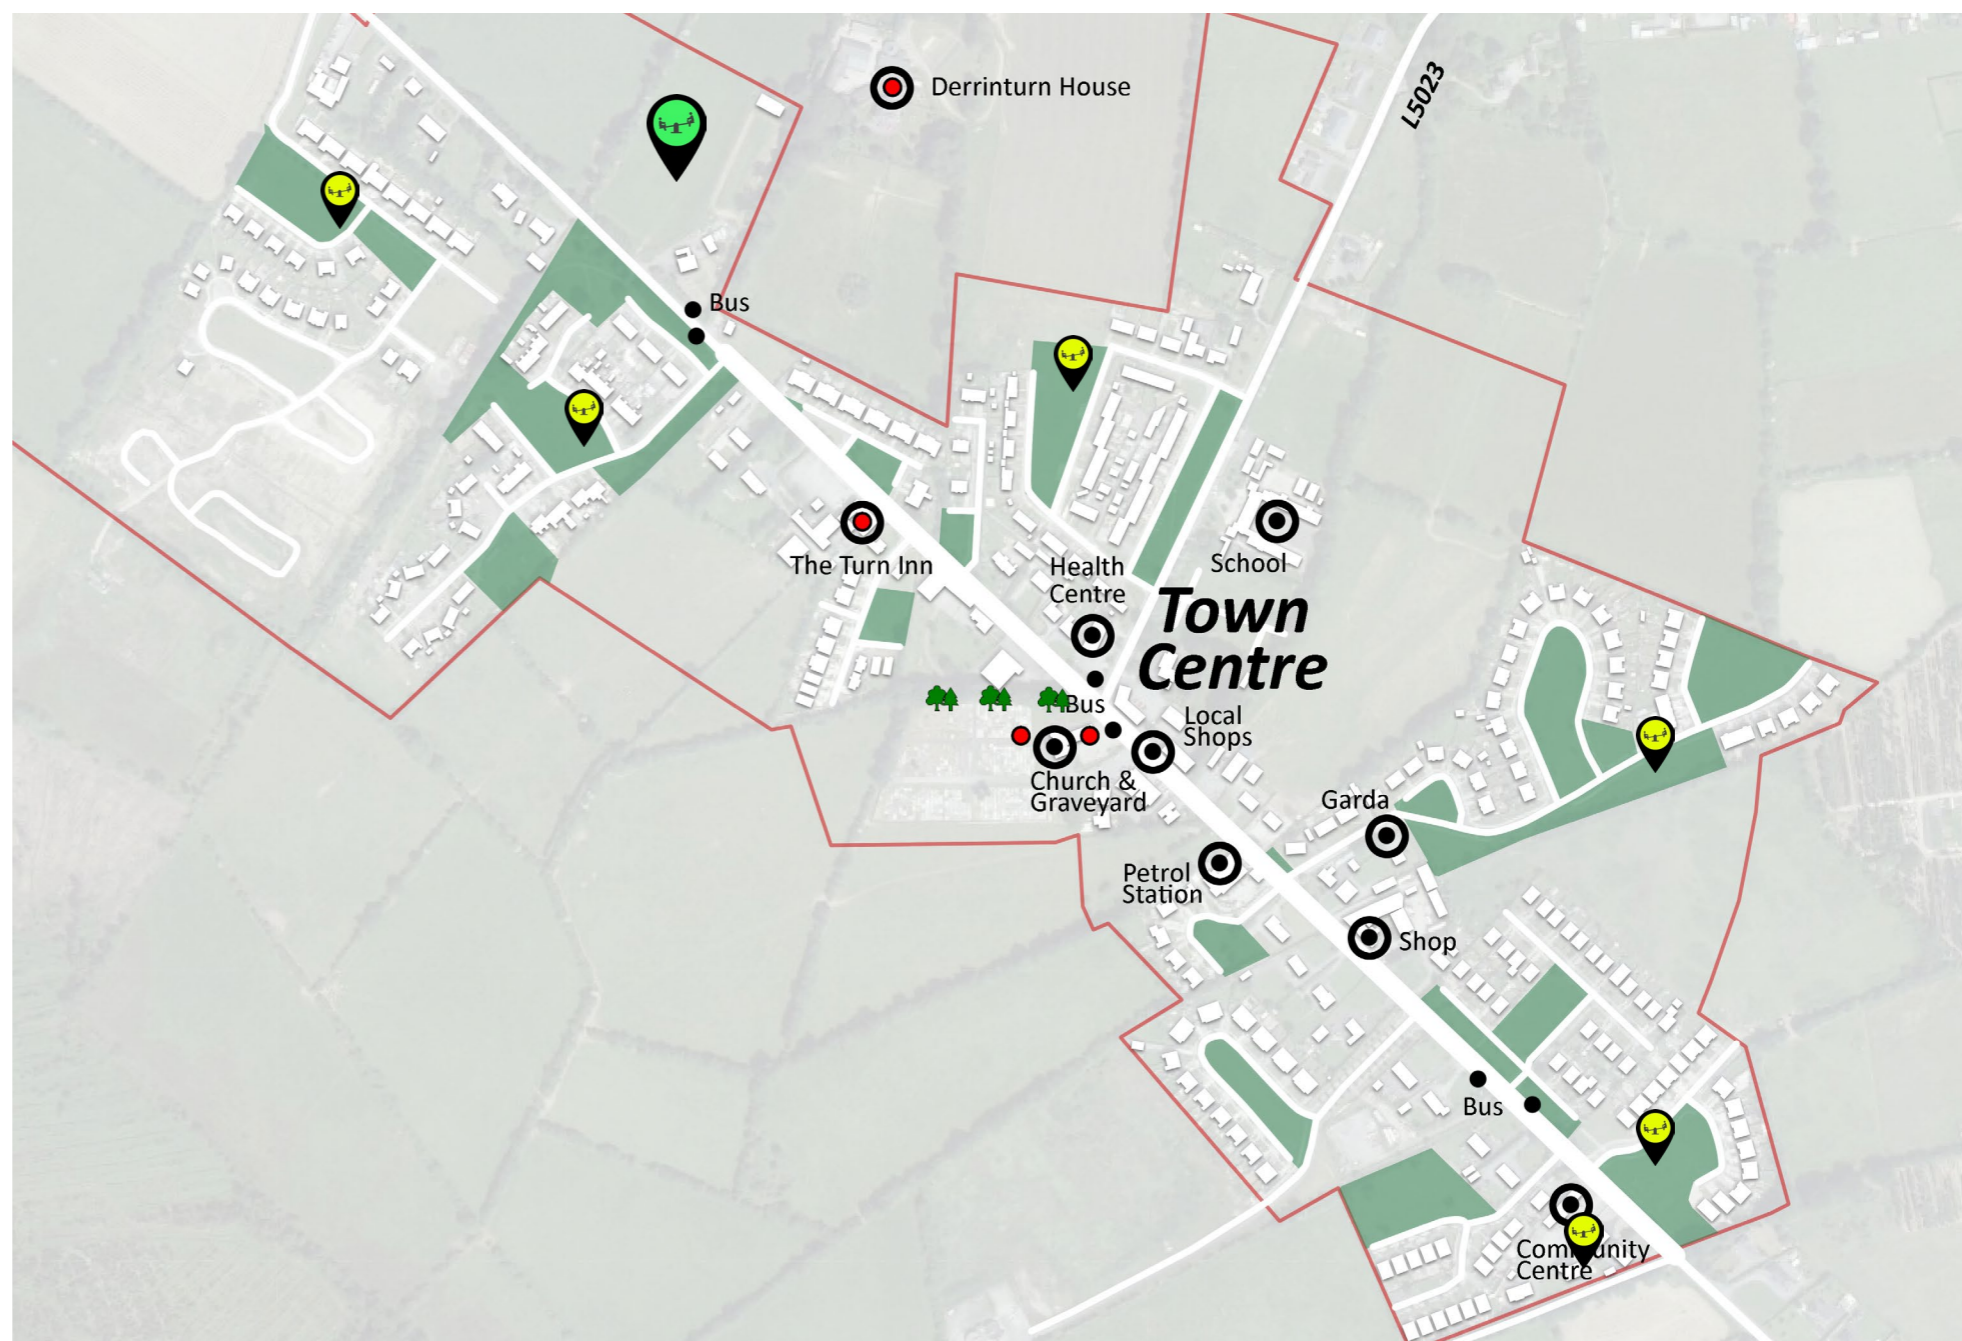 Derrinturn House
L5023
Bus
The Turn Inn
Health
Centre
School
Town
Centre
Bus
Local
Shops
Church &
Graveyard
Garda
Petrol
Station
Shop
Bus
Community
Centre